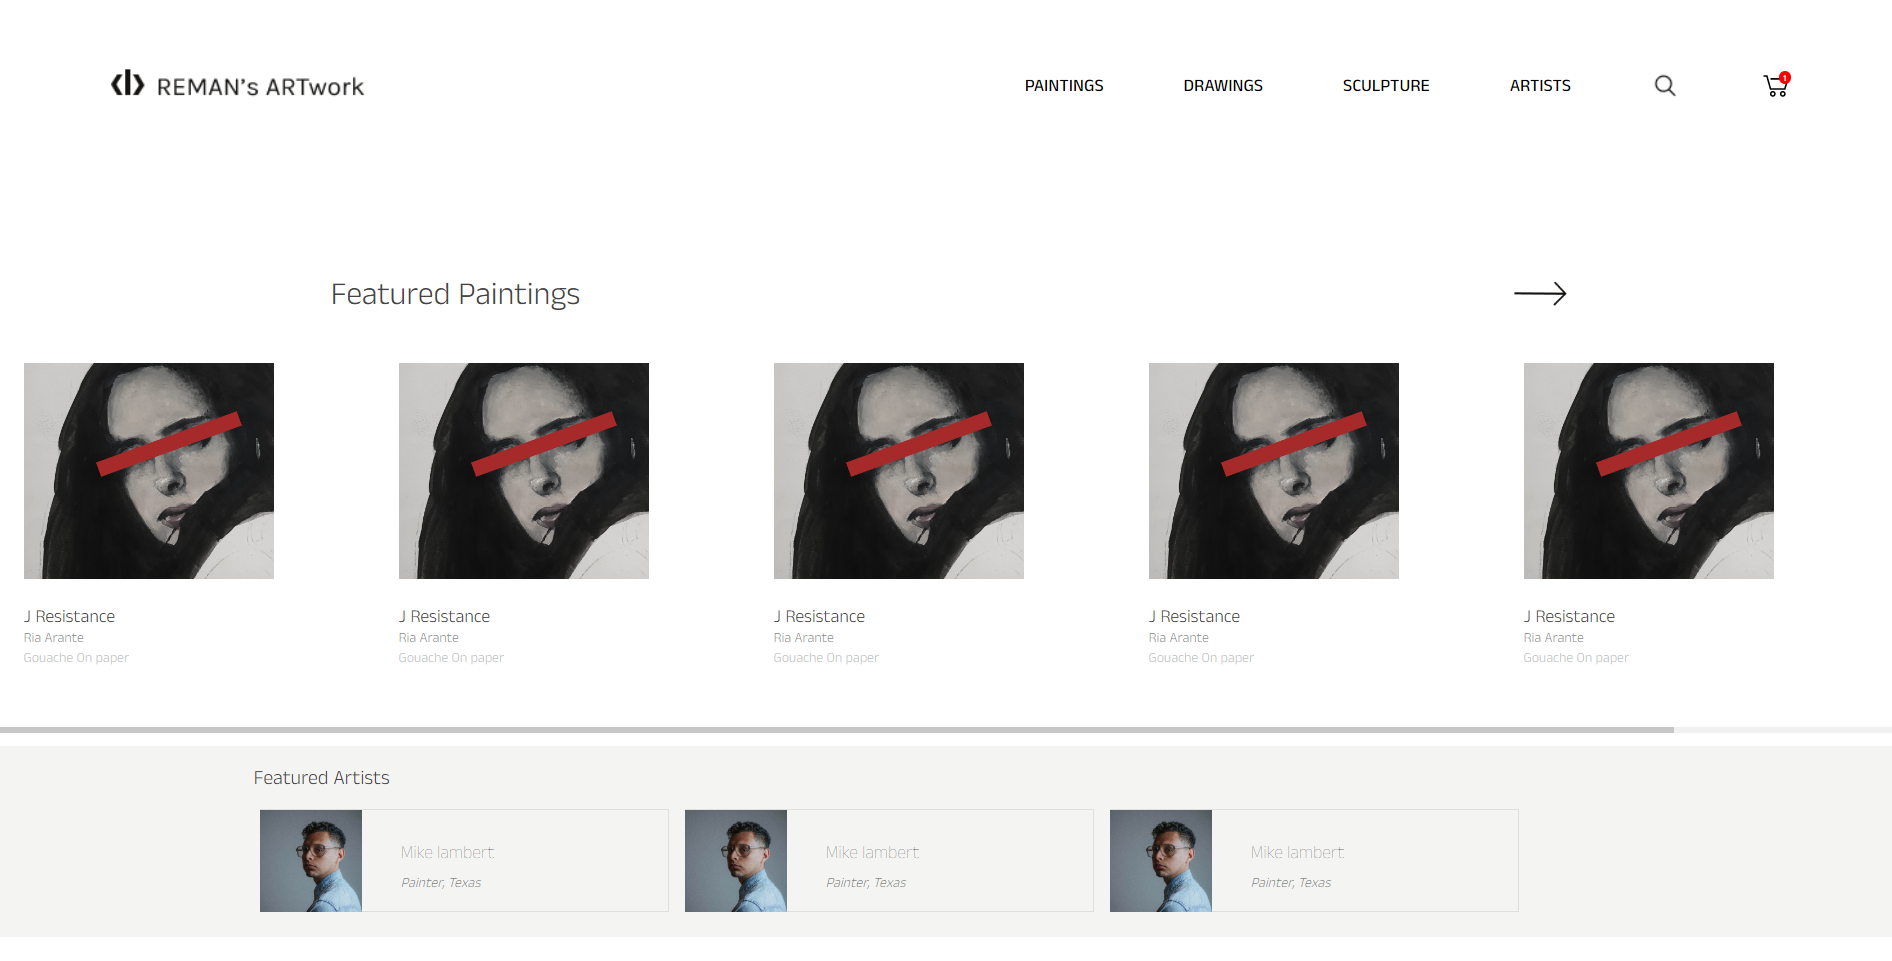 REMAN's ARTwork
PAINTINGS
DRAWINGS
SCULPTURE
ARTISTS
1
Featured Paintings
J Resistance
Ria Arante
Gouache On paper
J Resistance
Ria Arante
Gouache On paper
J Resistance
Ria Arante
Gouache On paper
J Resistance
Ria Arante
Gouache On paper
J Resistance
Ria Arante
Gouache On paper
Featured Artists
Mike lambert
Painter, Texas
Mike lambert
Painter, Texas
Mike lambert
Painter, Texas